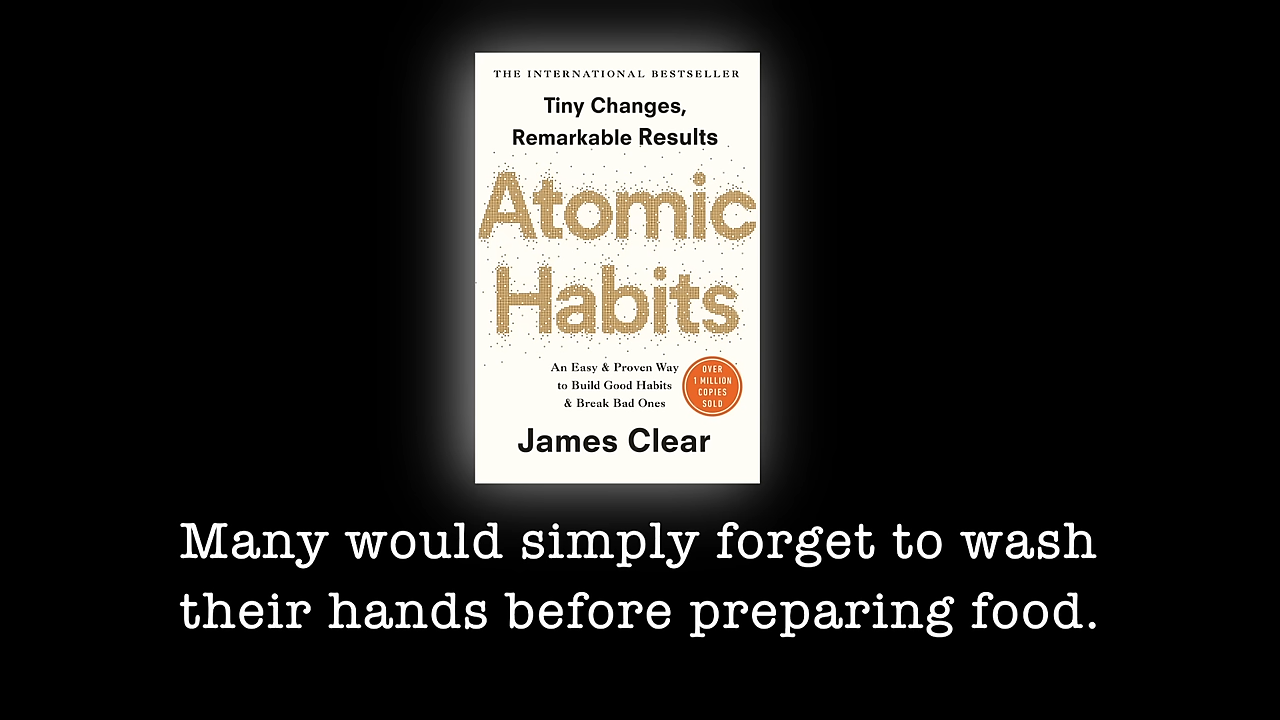 THE INTERNATIONAL BESTSELLER
Tiny Changes,
Remarkable Results
Atomic
Habits
An Easy & Proven Way
to Build Good Habits
& Break Bad Ones
OVER
1 MILLION
COPIES
SOLD
James Clear
Many would simply forget to wash
their hands before preparing food.